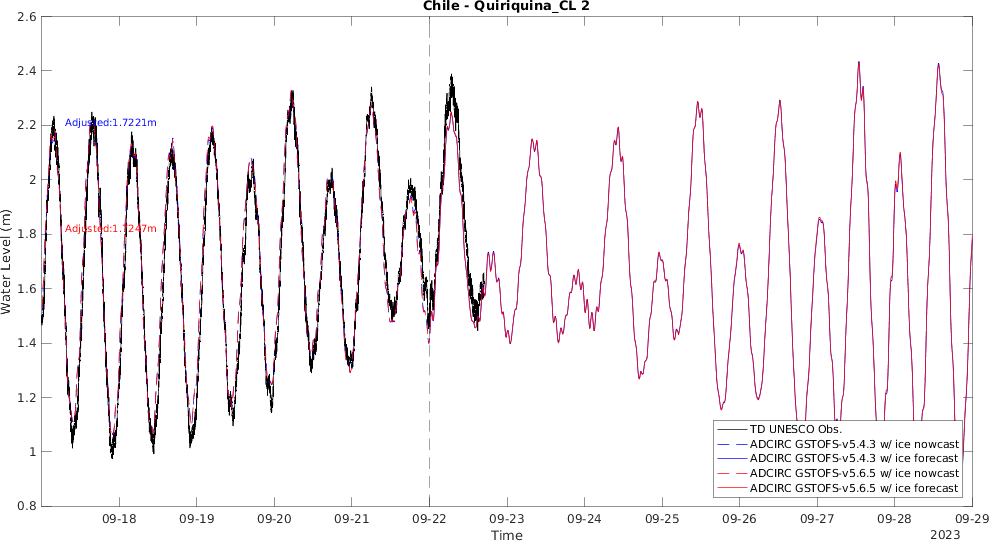 Chile - Quiriquina_CL 2
2.6
2.4
2.2
2
1.8
1.6
1.4
1.2
1
0.8
Water Level (m)
Adjusted:1.7221m
Adjusted:1.7247m
TD UNESCO Obs.
ADCIRC GSTOFS-v5.4.3 w/ ice nowcast
ADCIRC GSTOFS-v5.4.3 w/ ice forecast
ADCIRC GSTOFS-v5.6.5 w/ ice nowcast
ADCIRC GSTOFS-v5.6.5 w/ ice forecast
09-18 09-19 09-20 09-21 09-22 09-23 09-24 09-25 09-26 09-27 09-28 09-29
Time 2023